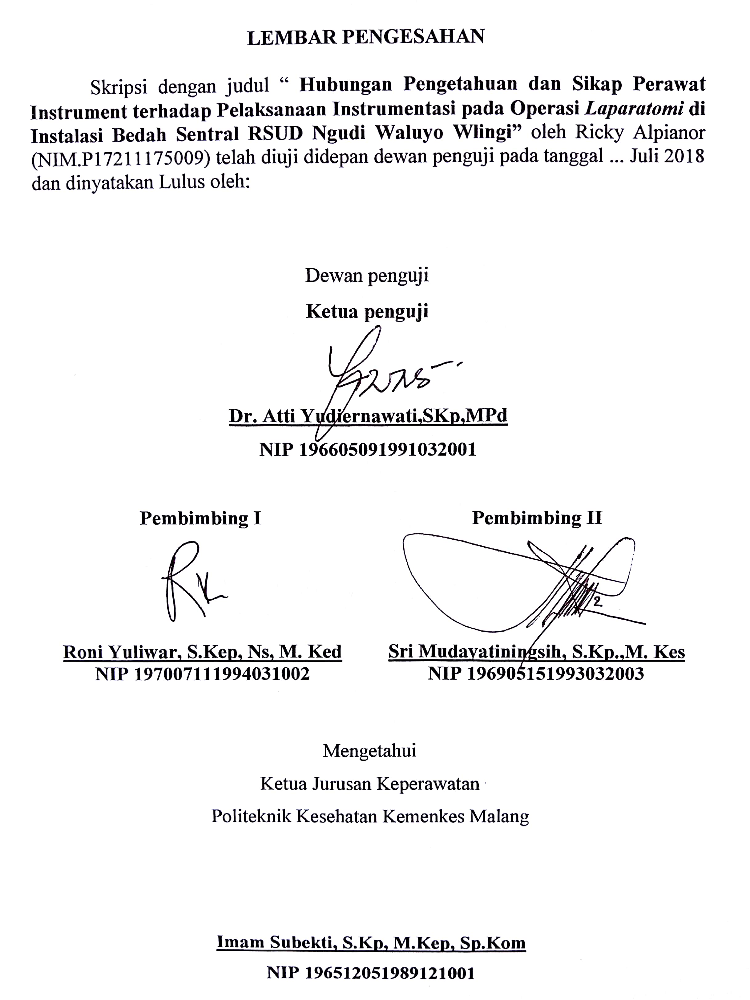 LEMBAR PENGESAHAN
Skripsi dengan judul “ Hubungan Pengetahuan dan Sikap Perawat
Instrument terhadap Pelaksanaan Instrumentasi pada Operasi Laparatomi di
Instalasi Bedah Sentral RSUD Ngudi Waluyo Wlingi” oleh Ricky Alpianor
(NIM.P17211175009) telah diuji didepan dewan penguji pada tanggal ... Juli 2018
dan dinyatakan Lulus oleh:
Dewan penguji
Ketua penguji
Dr. Atti Yudiernawati,SKp,MPd
NIP 196605091991032001
Pembimbing I
Roni Yuliwar, S.Kep, Ns, M. Ked
NIP 197007111994031002
Pembimbing II
Sri Mudayatiningsih, S.Kp.,M. Kes
NIP 196905151993032003
Mengetahui
Ketua Jurusan Keperawatan
Politeknik Kesehatan Kemenkes Malang
Imam Subekti, S.Kp, M.Kep, Sp.Kom
NIP 196512051989121001